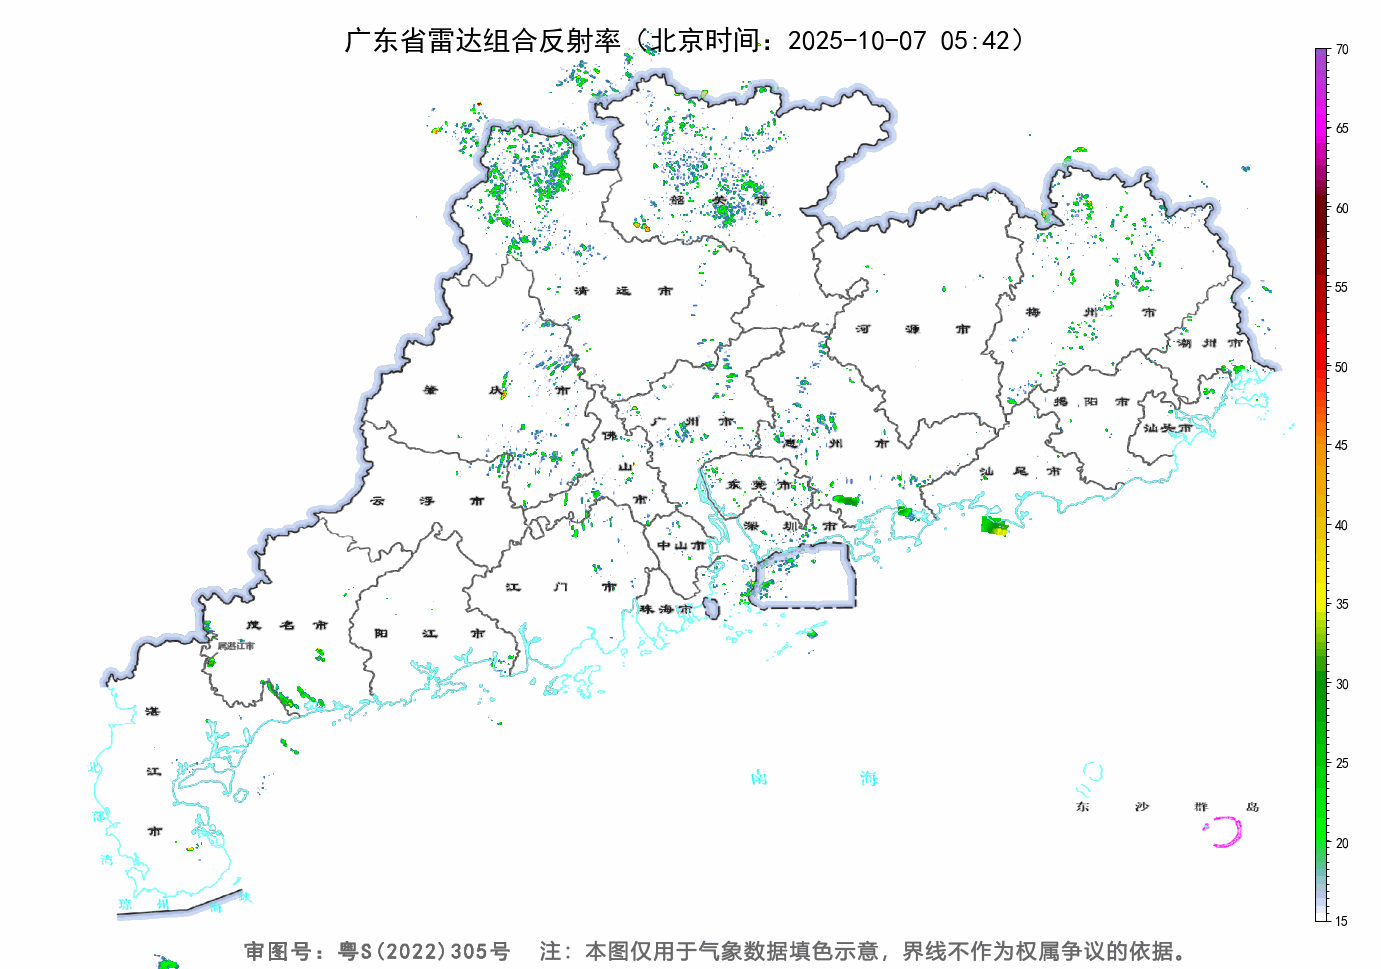 广东省雷达组合反射率（北京时间：2025-10-07 05:42）
70
65
60
55
50
45
40
35
30
25
20
15
韶关市
清远市
河源市
梅州市
潮州市
肇庆市
揭阳市
广州市
汕头市
佛山市
惠州市
汕尾市
东莞市
云浮市
深圳市
中山市
江门市
珠海市
茂名市
阳江市
属湛江市
湛江市
南海
北部湾
东沙群岛
琼州海峡
审图号：粤S(2022)305号 注：本图仅用于气象数据填色示意，界线不作为权属争议的依据。